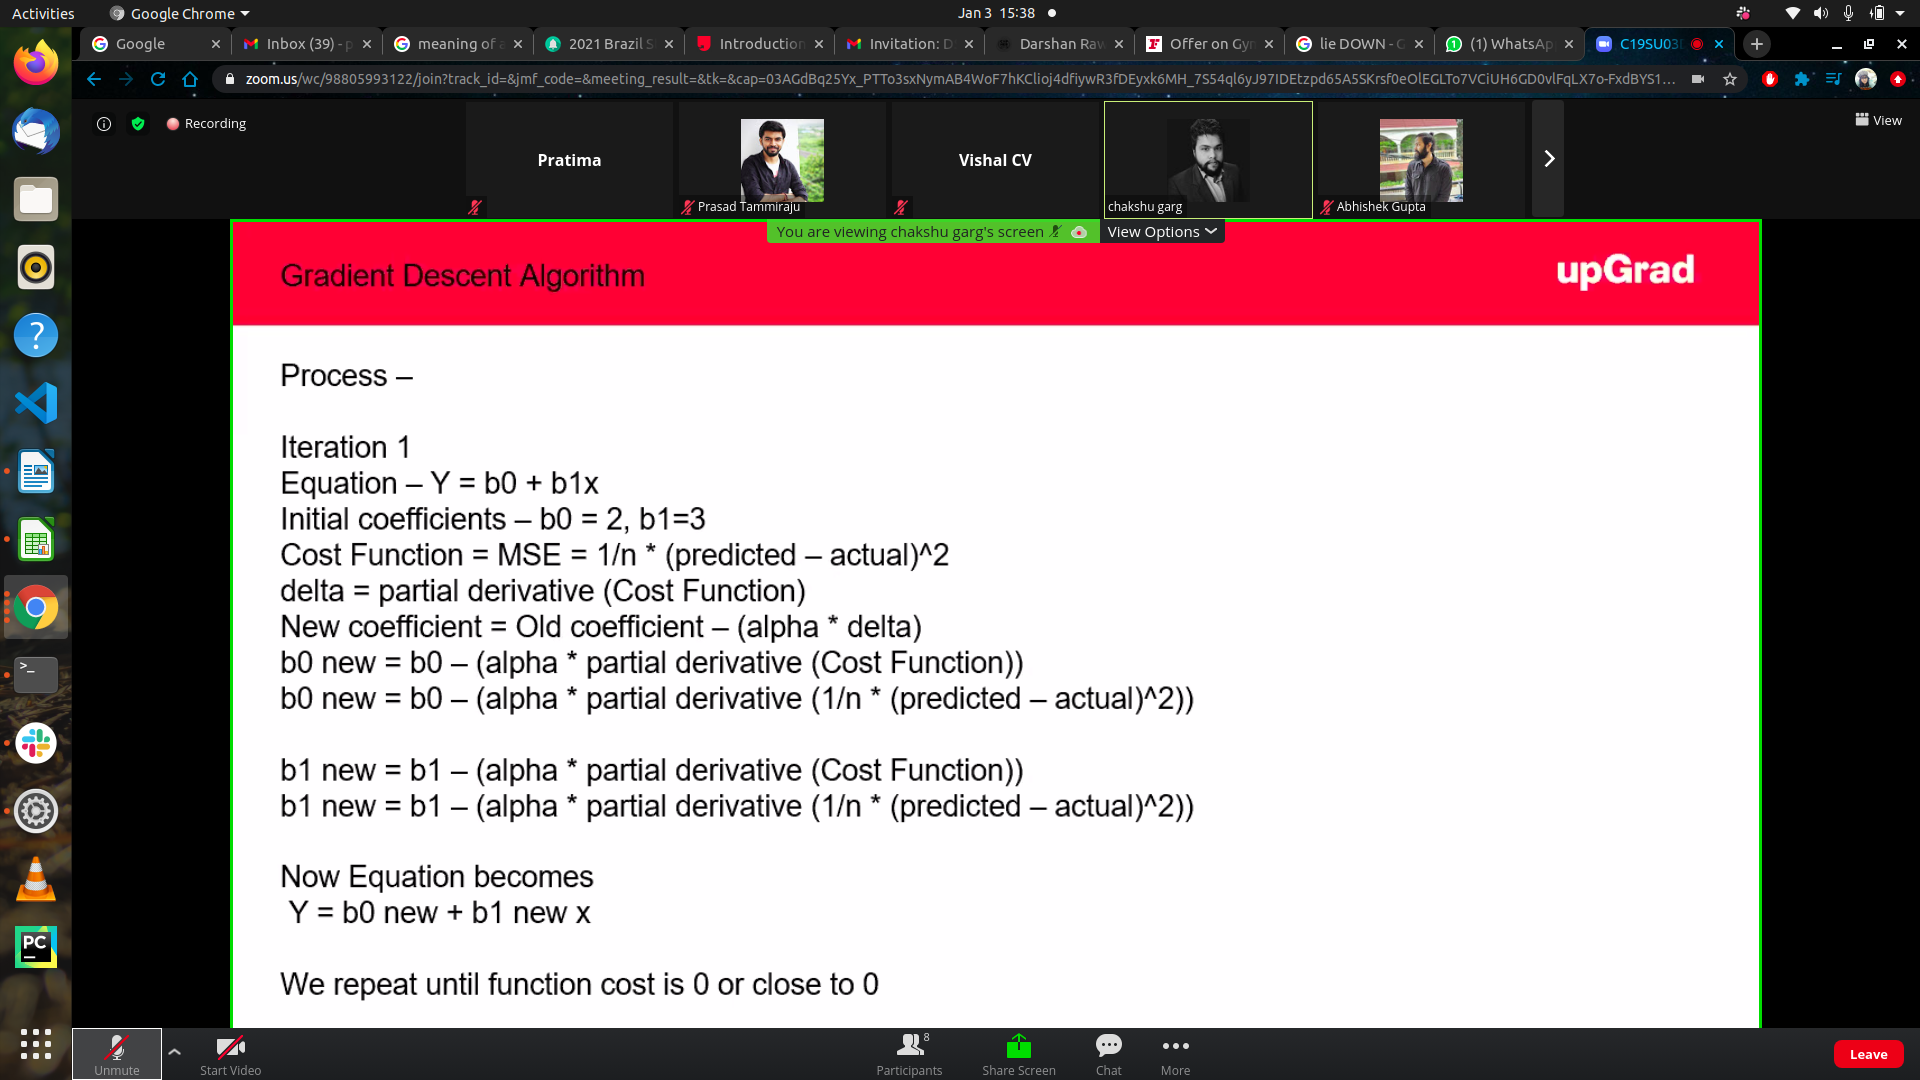 Activities
Google Chrome
Jan 3 15:38
Google
Inbox (39) - p
meaning of a
2021 Brazil S
Introduction
Invitation: D
Darshan Rav
Offer on Gyn
lie DOWN - G
(1) WhatsAp
C19SU03
zoom.us/wc/98805993122/join?track_id=&jmf_code=&meeting_result=&tk=&cap=
Recording
View
Pratima
Prasad Tammiraju
Vishal CV
chakshu garg
Abhishek Gupta
You are viewing chakshu garg's screen
View Options
Gradient Descent Algorithm
upGrad
Process –
Iteration 1
Equation – Y = b0 + b1x
Initial coefficients – b0 = 2, b1=3
Cost Function = MSE = 1/n * (predicted – actual)^2
delta = partial derivative (Cost Function)
New coefficient = Old coefficient – (alpha * delta)
b0 new = b0 – (alpha * partial derivative (Cost Function))
b0 new = b0 – (alpha * partial derivative (1/n * (predicted – actual)^2))
b1 new = b1 – (alpha * partial derivative (Cost Function))
b1 new = b1 – (alpha * partial derivative (1/n * (predicted – actual)^2))
Now Equation becomes
Y = b0 new + b1 new x
We repeat until function cost is 0 or close to 0
PC
Unmute
Start Video
8
Participants
Share Screen
Chat
More
Leave